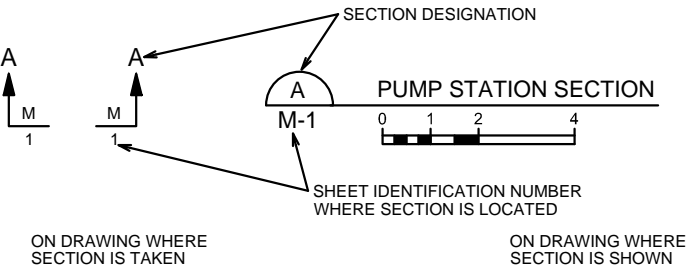 SECTION DESIGNATION
A A
A
M M
1 1
PUMP STATION SECTION
M-1
0 1 2 4
SHEET IDENTIFICATION NUMBER
WHERE SECTION IS LOCATED
ON DRAWING WHERE
SECTION IS TAKEN
ON DRAWING WHERE
SECTION IS SHOWN